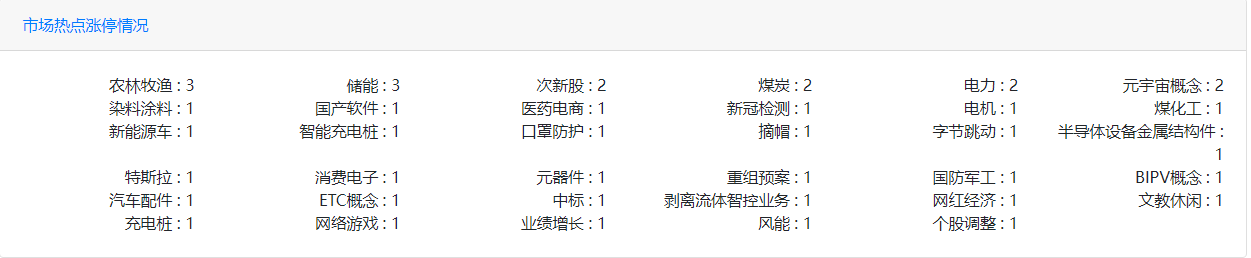 市场热点涨停情况
农林牧渔 : 3 储能 : 3 次新股 : 2 煤炭 : 2 电力 : 2 元宇宙概念 : 2
染料涂料 : 1 国产软件 : 1 医药电商 : 1 新冠检测 : 1 电机 : 1 煤化工 : 1
新能源车 : 1 智能充电桩 : 1 口罩防护 : 1 摘帽 : 1 字节跳动 : 1 半导体设备金属结构件 :
1
特斯拉 : 1 消费电子 : 1 元器件 : 1 重组预案 : 1 国防军工 : 1 BIPV概念 : 1
汽车配件 : 1 ETC概念 : 1 中标 : 1 剥离流体智控业务 : 1 网红经济 : 1 文教休闲 : 1
充电桩 : 1 网络游戏 : 1 业绩增长 : 1 风能 : 1 个股调整 : 1